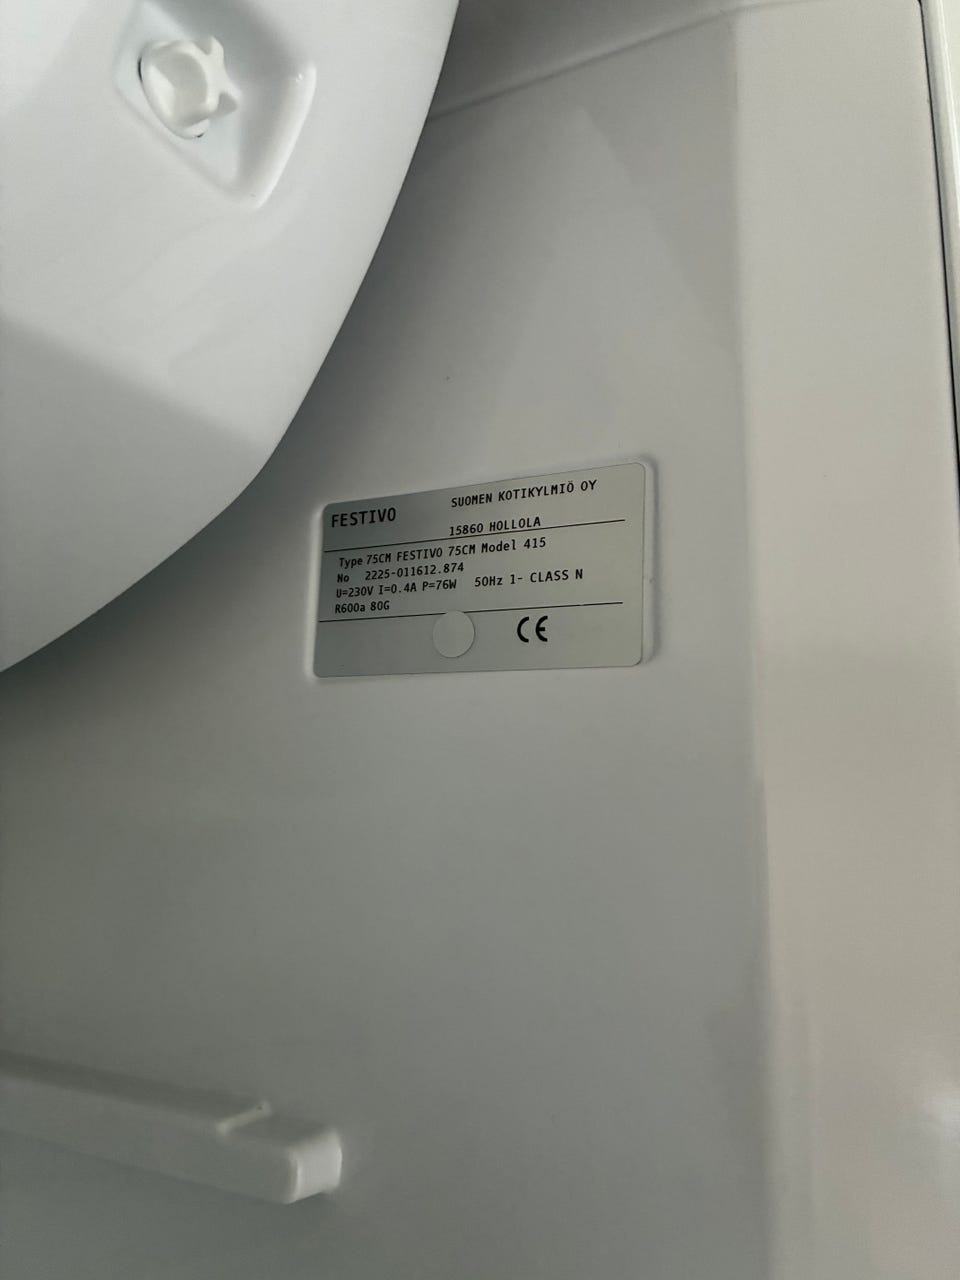 FESTIVO
SUOMEN KOTIKYLMIÖ OY
15860 HOLLOLA
Type 75CM FESTIVO 75CM Model 415
No 2225-011612.874
U=230V I=0.4A P=76W 50Hz 1- CLASS N
R600a 80G
CE